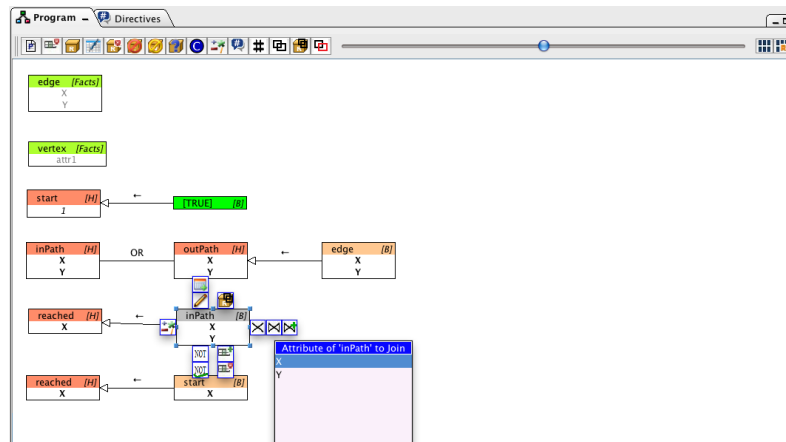 Program
Directives
edge [Facts]
X
Y
vertex [Facts]
attr1
start [H]
1
←
[TRUE] [B]
inPath [H]
X
Y
OR
outPath [H]
X
Y
←
edge [B]
X
Y
reached [H]
X
←
inPath [B]
X
Y
NOT
NOT
Attribute of 'inPath' to Join
X
Y
reached [H]
X
←
start [B]
X